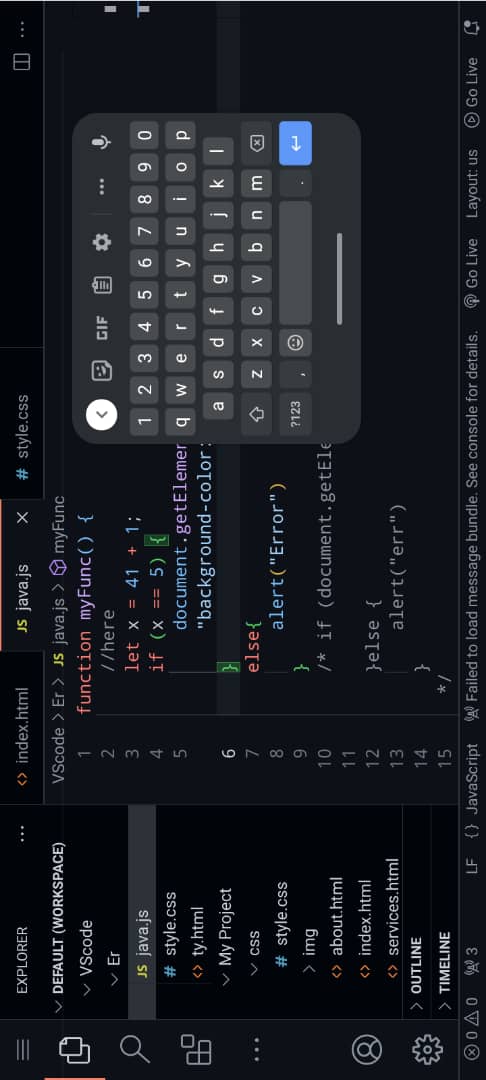 EXPLORER
...
DEFAULT (WORKSPACE)
VScode
Er
JS java.js
# style.css
<> ty.html
My Project
css
# style.css
img
<> about.html
<> index.html
<> services.html
OUTLINE
TIMELINE
<> index.html
JS java.js
# style.css
...
VScode > Er > JS java.js > myFunc
1 function myFunc() {
2 //here
3 let x = 41 + 1;
4 if (x == 5) {
5 document.getElemen
"background-color:
6 }
7 else{
8 alert("Error")
9 }
10 /* if (document.getEle
11
12 }else {
13 alert("err")
14 }
15 */
GIF
...
1 2 3 4 5 6 7 8 9 0
q w e r t y u i o p
a s d f g h j k l
z x c v b n m
?123 , .
0 0 3 LF {} JavaScript Failed to load message bundle. See console for details. Go Live Layout: us Go Live